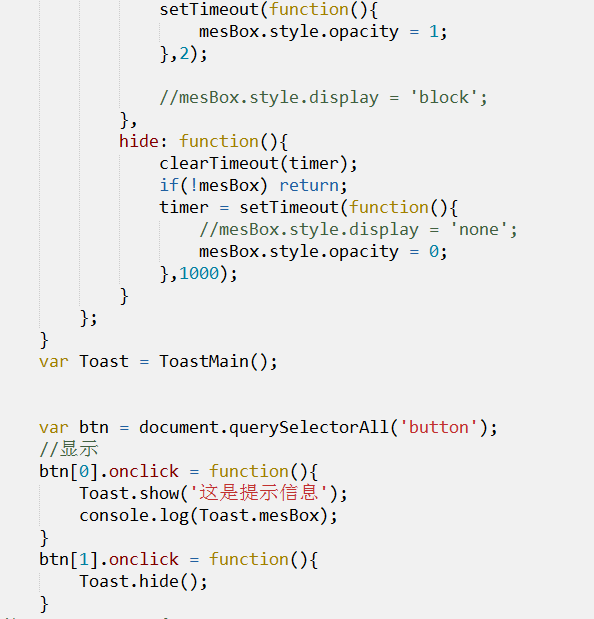 setTimeout(function(){
mesBox.style.opacity = 1;
},2);
//mesBox.style.display = 'block';
},
hide: function(){
clearTimeout(timer);
if(!mesBox) return;
timer = setTimeout(function(){
//mesBox.style.display = 'none';
mesBox.style.opacity = 0;
},1000);
}
};
}
var Toast = ToastMain();
var btn = document.querySelectorAll('button');
//显示
btn[0].onclick = function(){
Toast.show('这是提示信息');
console.log(Toast.mesBox);
}
btn[1].onclick = function(){
Toast.hide();
}